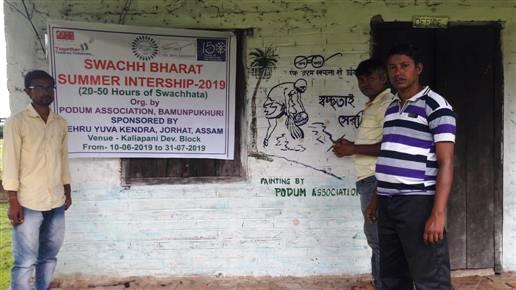 SWACHH BHARAT
SUMMER INTERSHIP-2019
(20-50 Hours of Swachhata)
Org. by
PODUM ASSOCIATION, BAMUNPUKHURI
SPONSORED BY
EHRU YUVA KENDRA, JORHAT, ASSAM
Venue - Kaliapani Dev. Block
From- 10-06-2019 to 31-07-2019
OFFICE
স্বচ্ছতাই
PAINTING BY
PODUM ASSOCIATION